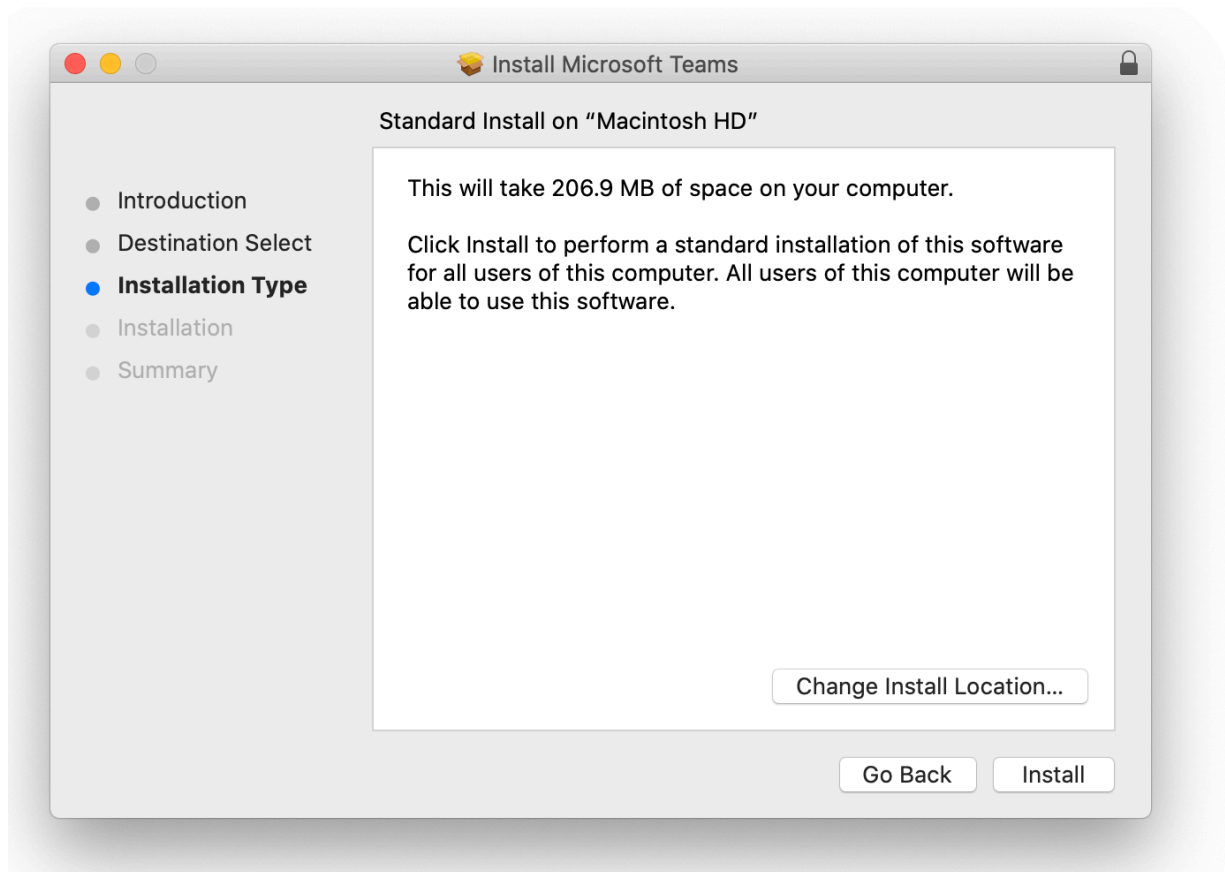 Install Microsoft Teams
Standard Install on “Macintosh HD”
Introduction
Destination Select
Installation Type
Installation
Summary
This will take 206.9 MB of space on your computer.
Click Install to perform a standard installation of this software
for all users of this computer. All users of this computer will be
able to use this software.
Change Install Location...
Go Back
Install